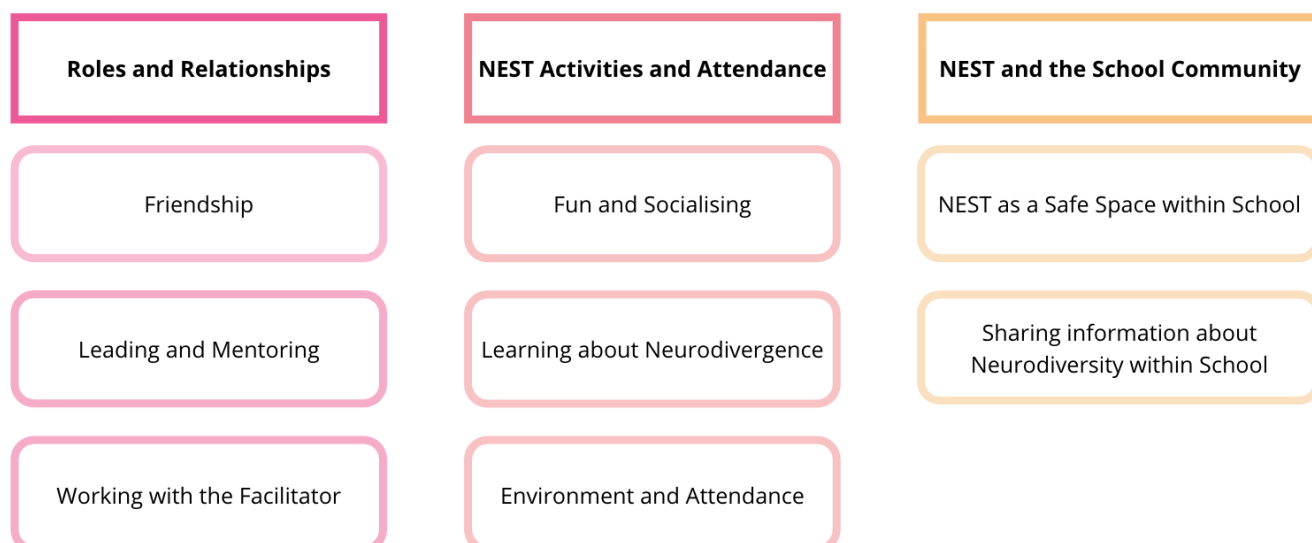 Roles and Relationships
Friendship
Leading and Mentoring
Working with the Facilitator
NEST Activities and Attendance
Fun and Socialising
Learning about Neurodivergence
Environment and Attendance
NEST and the School Community
NEST as a Safe Space within School
Sharing information about
Neurodiversity within School